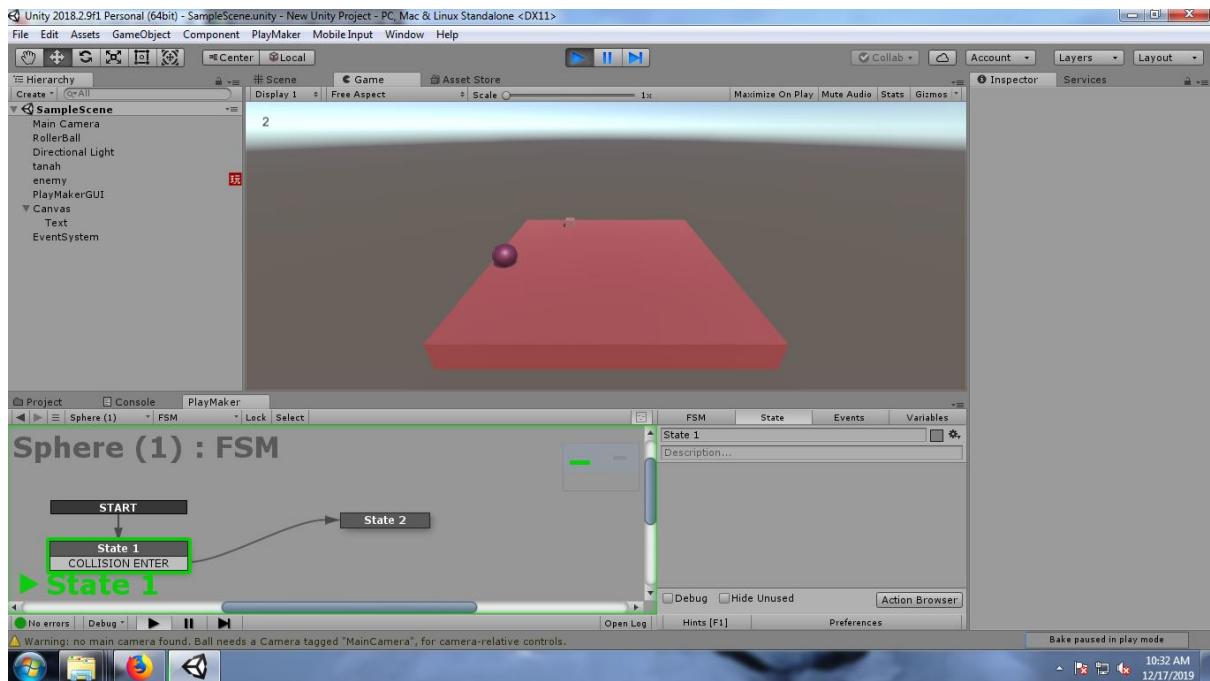 Unity 2018.2.9f1 Personal (64bit) - SampleScene.unity - New Unity Project - PC, Mac & Linux Standalone <DX11>
File Edit Assets GameObject Component PlayMaker Mobile Input Window Help
Center Local Collab Account Layers Layout
Hierarchy Scene Game Asset Store Inspector Services
Create All Display 1 Free Aspect Scale 1x Maximize On Play Mute Audio Stats Gizmos
SampleScene
Main Camera
RollerBall
Directional Light
tanah
enemy 玩
PlayMakerGUI
Canvas
Text
EventSystem
2
Project Console PlayMaker
Sphere (1) FSM Lock Select FSM State Events Variables
Sphere (1) : FSM
State 1
Description...
START
State 1
COLLISION ENTER
State 2
State 1
Debug Hide Unused Action Browser
No errors Debug Open Log Hints [F1] Preferences
Warning: no main camera found. Ball needs a Camera tagged "MainCamera", for camera-relative controls. Bake paused in play mode
10:32 AM
12/17/2019